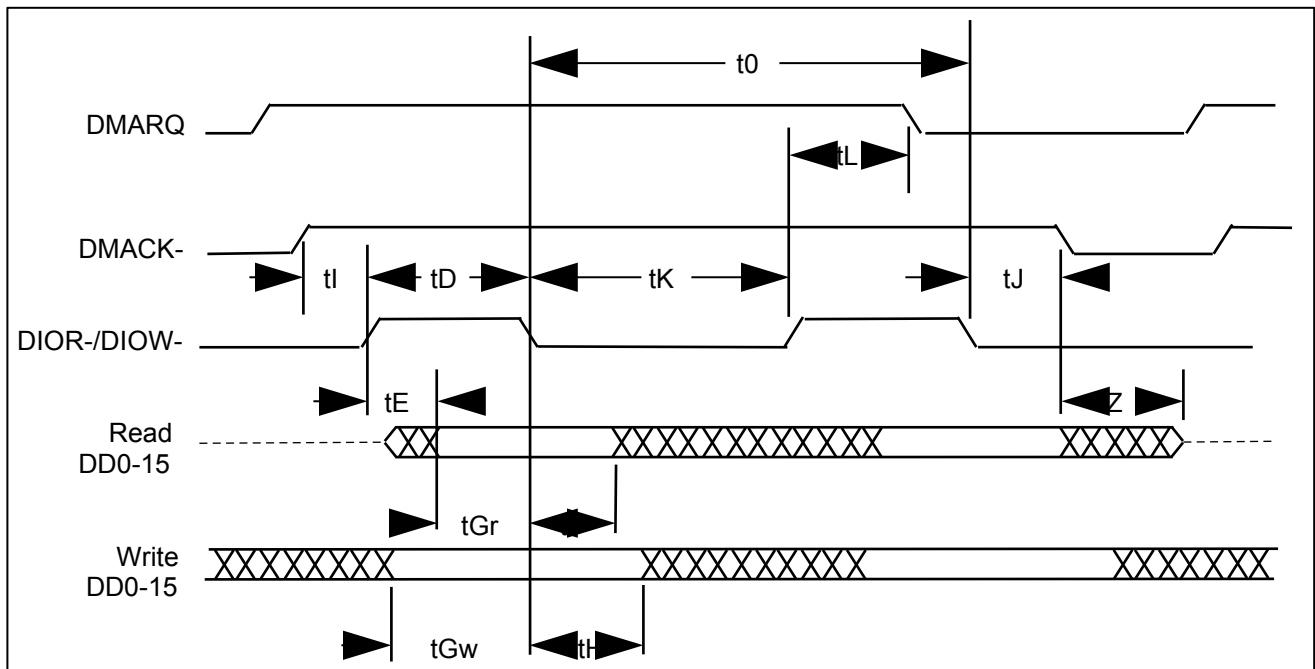 t0
DMARQ
tL
DMACK-
tI tD tK tJ
DIOR-/DIOW-
tE Z
Read
DD0-15
tGr
Write
DD0-15
tGw tH